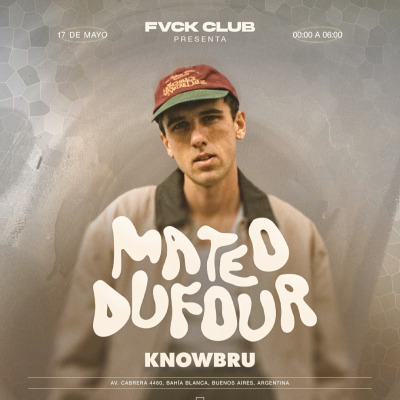 FVCK CLUB
17 DE MAYO
PRESENTA
00:00 A 06:00
MATEO
DUFOUR
KNOWBRU
AV. CABRERA 4460, BAHÍA BLANCA, BUENOS AIRES, ARGENTINA